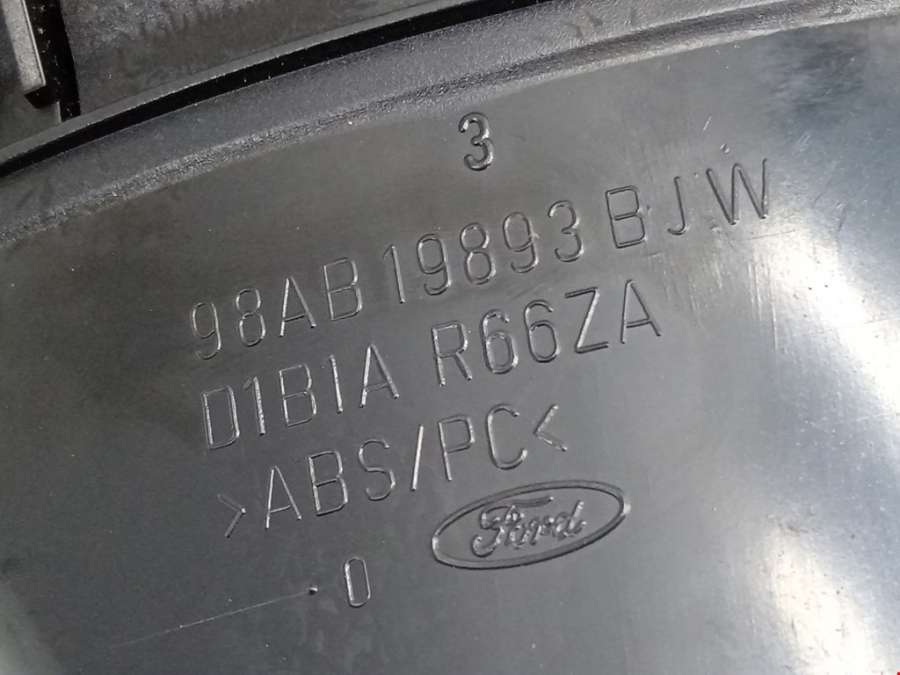 3
98AB 19893 BJW
D1B1A R66ZA
>ABS/PC<
Ford
0